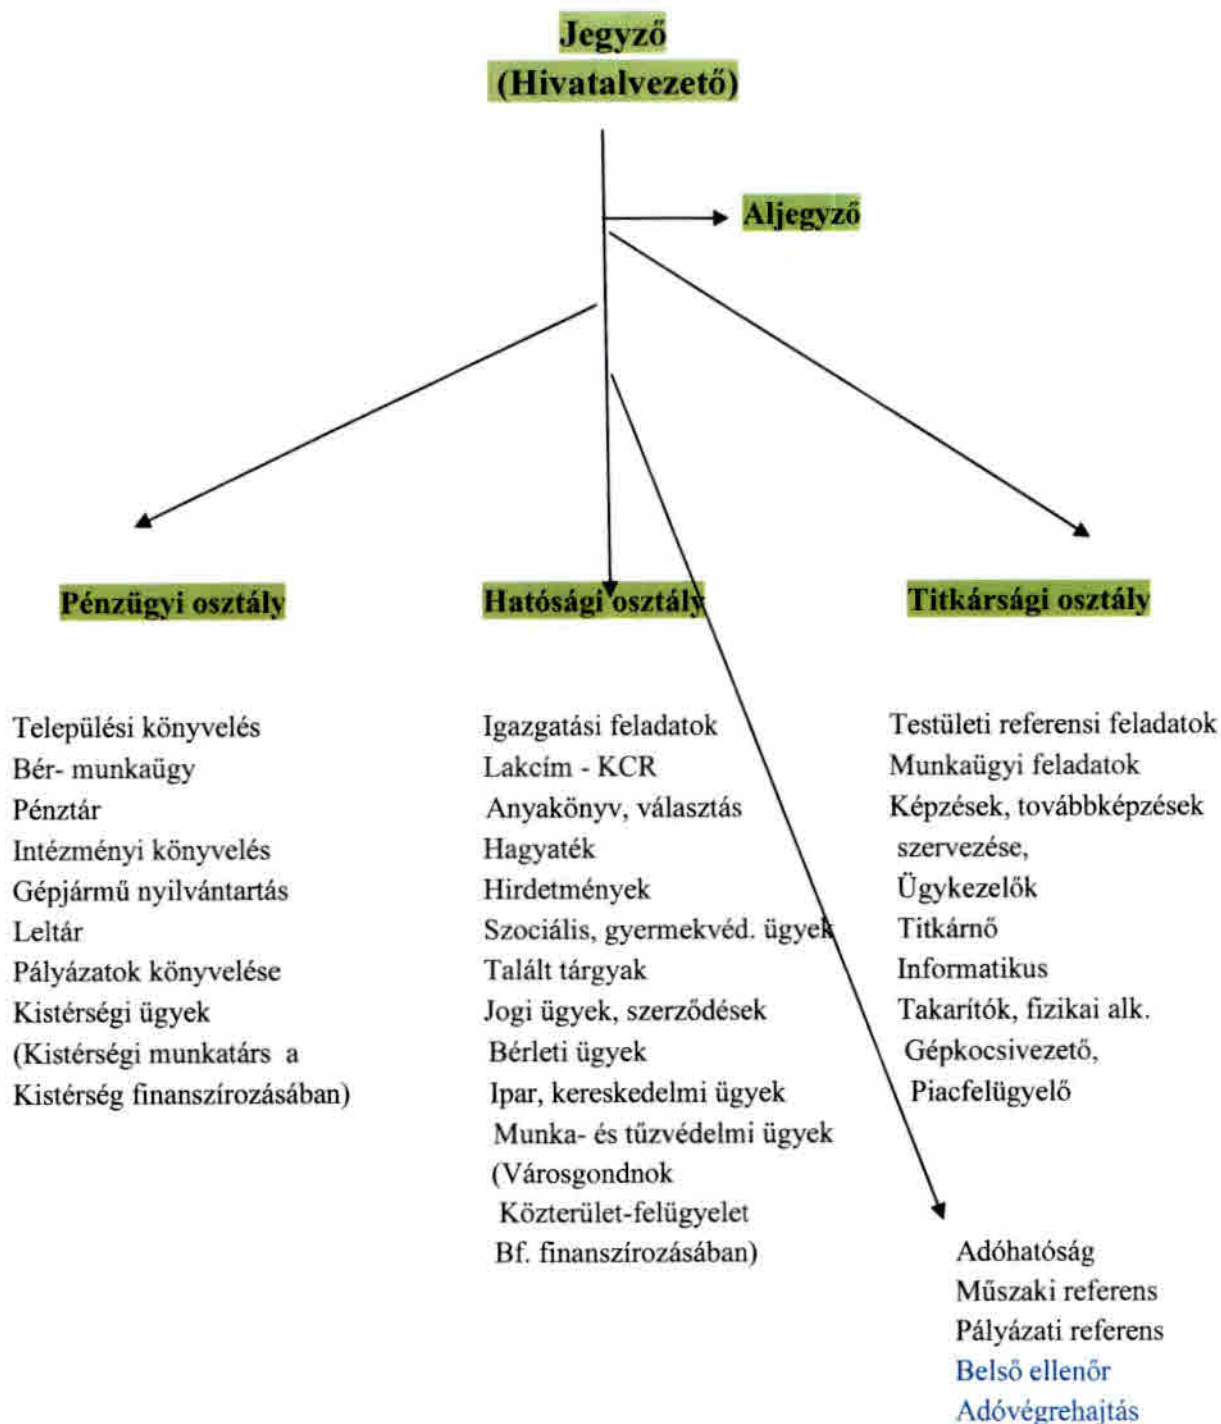 Jegyző
(Hivatalvezető)
Aljegyző
Pénzügyi osztály
Hatósági osztály
Titkársági osztály
Települési könyvelés
Bér- munkaügy
Pénztár
Intézményi könyvelés
Gépjármű nyilvántartás
Leltár
Pályázatok könyvelése
Kistérségi ügyek
(Kistérségi munkatárs a
Kistérség finanszírozásában)
Igazgatási feladatok
Lakcím - KCR
Anyakönyv, választás
Hagyaték
Hirdetmények
Szociális, gyermekvéd. ügyek
Talált tárgyak
Jogi ügyek, szerződések
Bérleti ügyek
Ipar, kereskedelmi ügyek
Munka- és tűzvédelmi ügyek
(Városgondnok
Közterület-felügyelet
Bf. finanszírozásában)
Testületi referensi feladatok
Munkaügyi feladatok
Képzések, továbbképzések
szervezése,
Ügykezelők
Titkárnő
Informatikus
Takarítók, fizikai alk.
Gépkocsivezető,
Piacfelügyelő
Adóhatóság
Műszaki referens
Pályázati referens
Belső ellenőr
Adóvégrehajtás